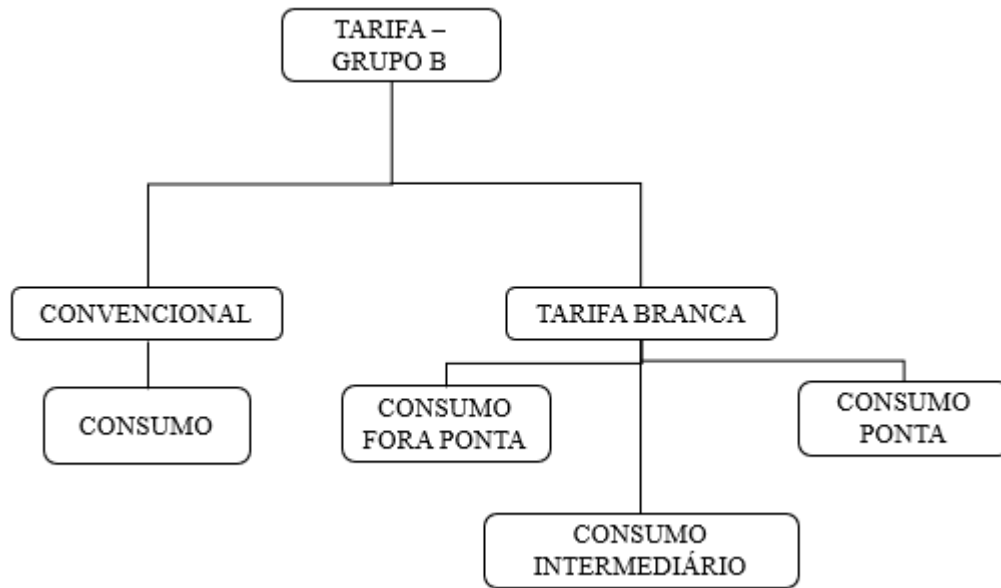 TARIFA –
GRUPO B
CONVENCIONAL
TARIFA BRANCA
CONSUMO
CONSUMO
FORA PONTA
CONSUMO
PONTA
CONSUMO
INTERMEDIÁRIO